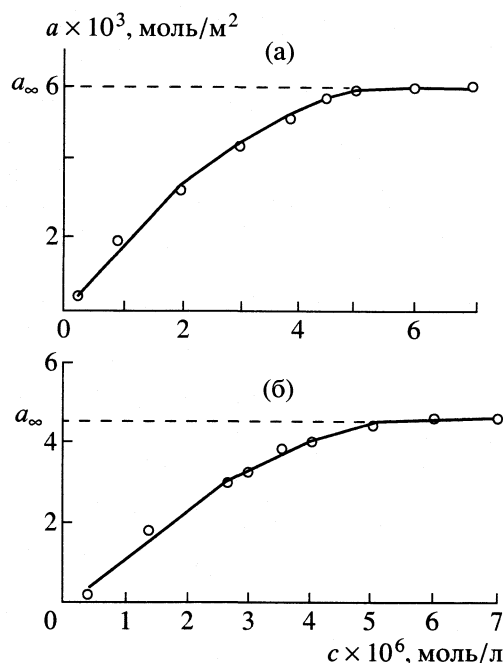 a × 10³, моль/м²
(а)
a∞ 6
2
0 2 4 6
6
(б)
a∞
4
2
0 1 2 3 4 5 6 7
c × 10⁶, моль/л